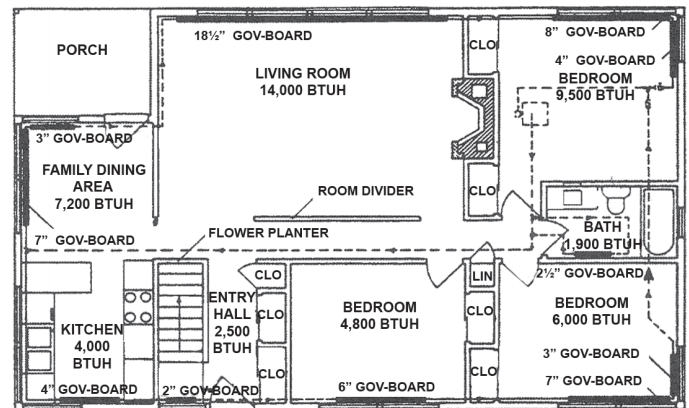 PORCH
18½” GOV-BOARD
CLO
8” GOV-BOARD
4” GOV-BOARD
LIVING ROOM
14,000 BTUH
BEDROOM
9,500 BTUH
3” GOV-BOARD
FAMILY DINING
AREA
7,200 BTUH
CLO
ROOM DIVIDER
7” GOV-BOARD
FLOWER PLANTER
BATH
1,900 BTUH
CLO
LIN
2½” GOV-BOARD
ENTRY
HALL
2,500
BTUH
CLO
BEDROOM
4,800 BTUH
CLO
BEDROOM
6,000 BTUH
KITCHEN
4,000
BTUH
3” GOV-BOARD
CLO
CLO
4” GOV-BOARD
2” GOV-BOARD
6” GOV-BOARD
7” GOV-BOARD